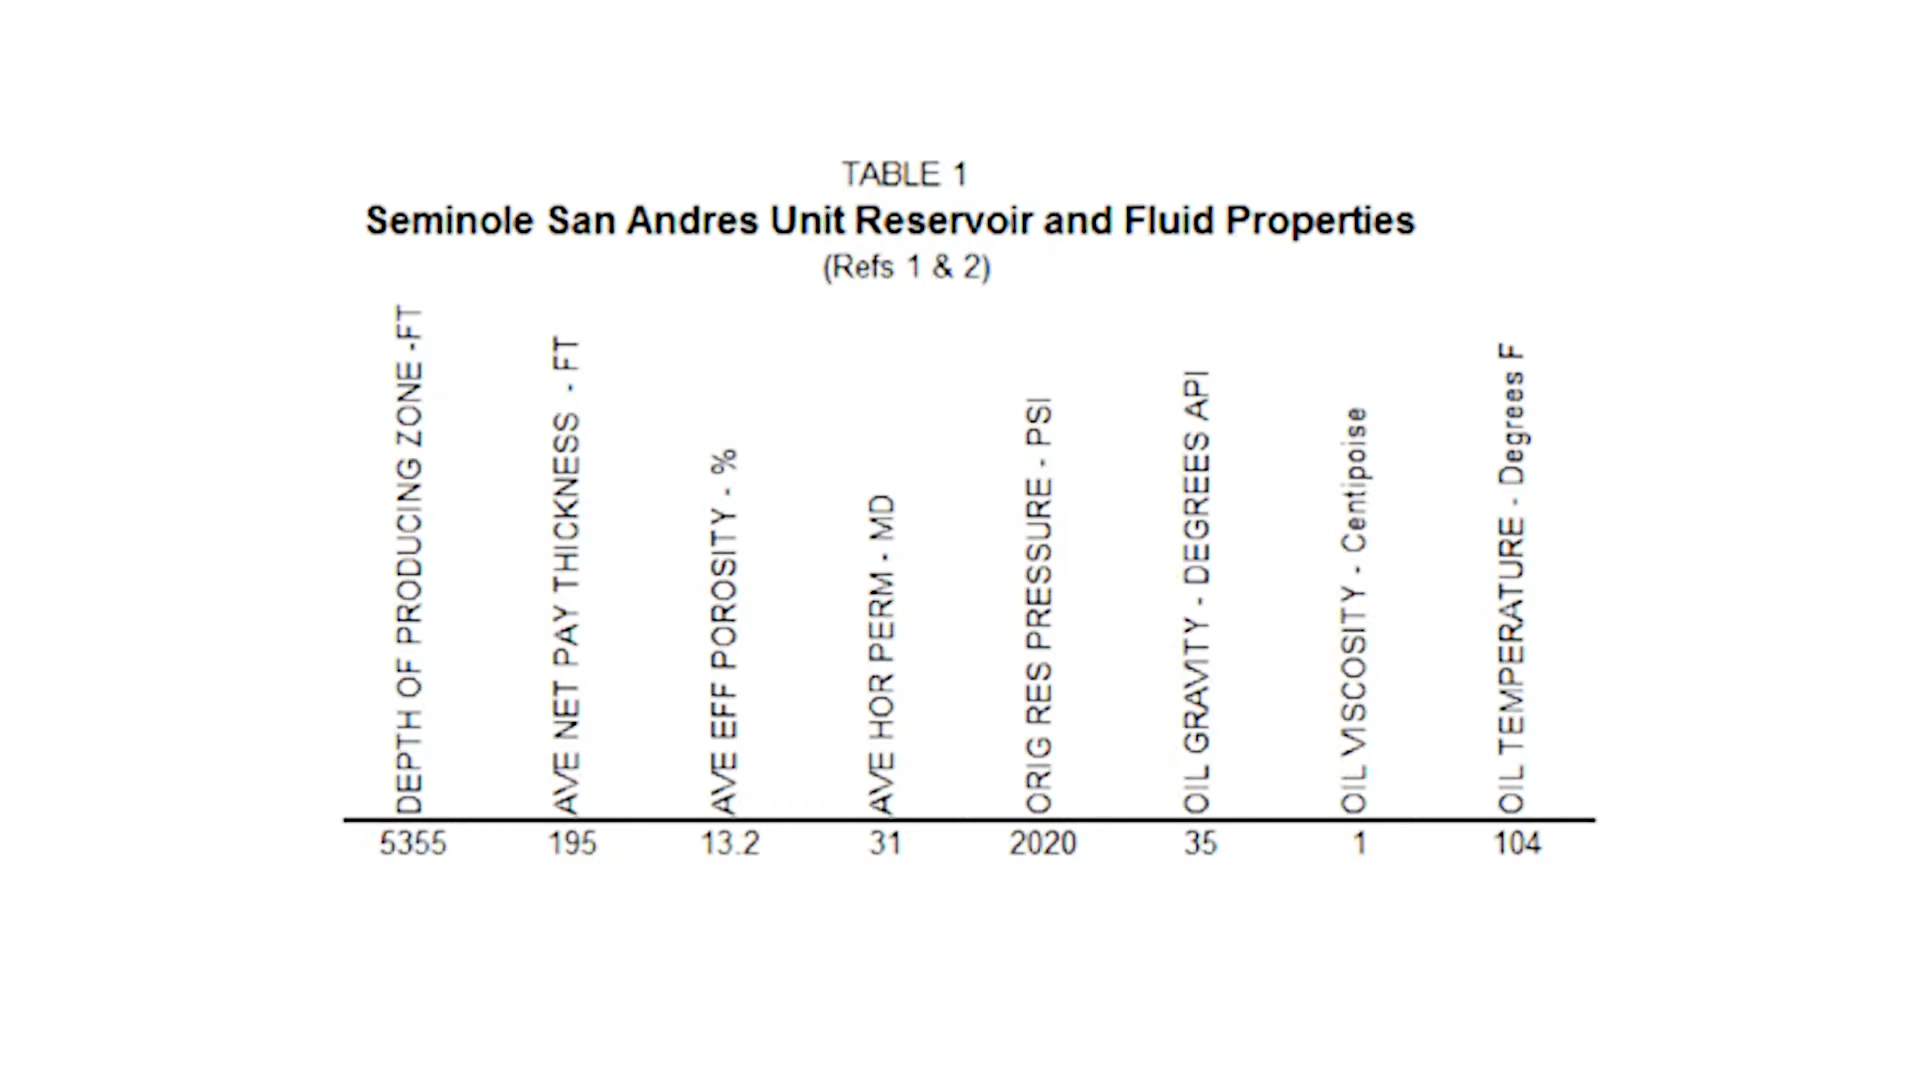 TABLE 1
Seminole San Andres Unit Reservoir and Fluid Properties
(Refs 1 & 2)
DEPTH OF PRODUCING ZONE -FT
AVE NET PAY THICKNESS - FT
AVE EFF POROSITY - %
AVE HOR PERM - MD
ORIG RES PRESSURE - PSI
OIL GRAVITY - DEGREES API
OIL VISCOSITY - Centipoise
OIL TEMPERATURE - Degrees F
5355 195 13.2 31 2020 35 1 104